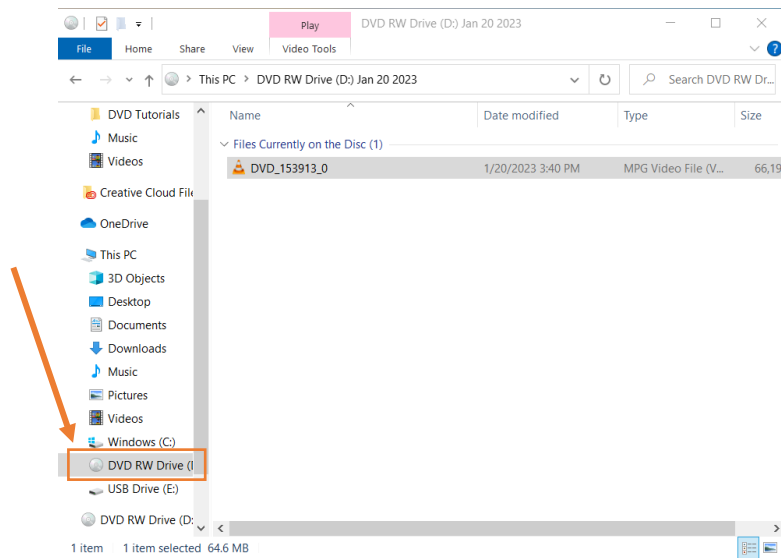 Play
DVD RW Drive (D:) Jan 20 2023
File
Home
Share
View
Video Tools
?
This PC > DVD RW Drive (D:) Jan 20 2023
Search DVD RW Dr...
DVD Tutorials
Music
Videos
Creative Cloud File
OneDrive
This PC
3D Objects
Desktop
Documents
Downloads
Music
Pictures
Videos
Windows (C:)
DVD RW Drive (I
USB Drive (E:)
DVD RW Drive (D:
Name
Date modified
Type
Size
Files Currently on the Disc (1)
DVD_153913_0
1/20/2023 3:40 PM
MPG Video File (V...
66,19
1 item
1 item selected 64.6 MB